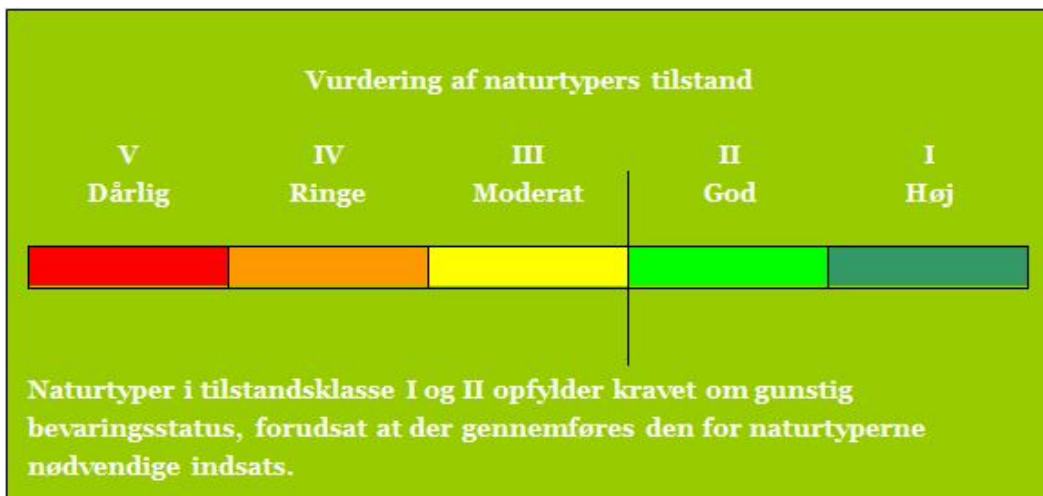 Vurdering af naturtypers tilstand
V IV III II I
Dårlig Ringe Moderat God Høj
Naturtyper i tilstandsklasse I og II opfylder kravet om gunstig
bevaringsstatus, forudsat at der gennemføres den for naturtyperne
nødvendige indsats.